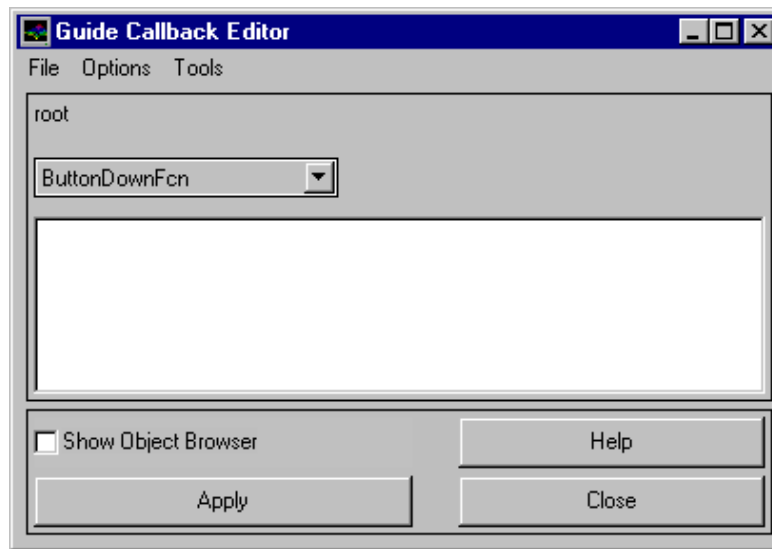 Guide Callback Editor
File Options Tools
root
ButtonDownFcn
Show Object Browser
Help
Apply
Close